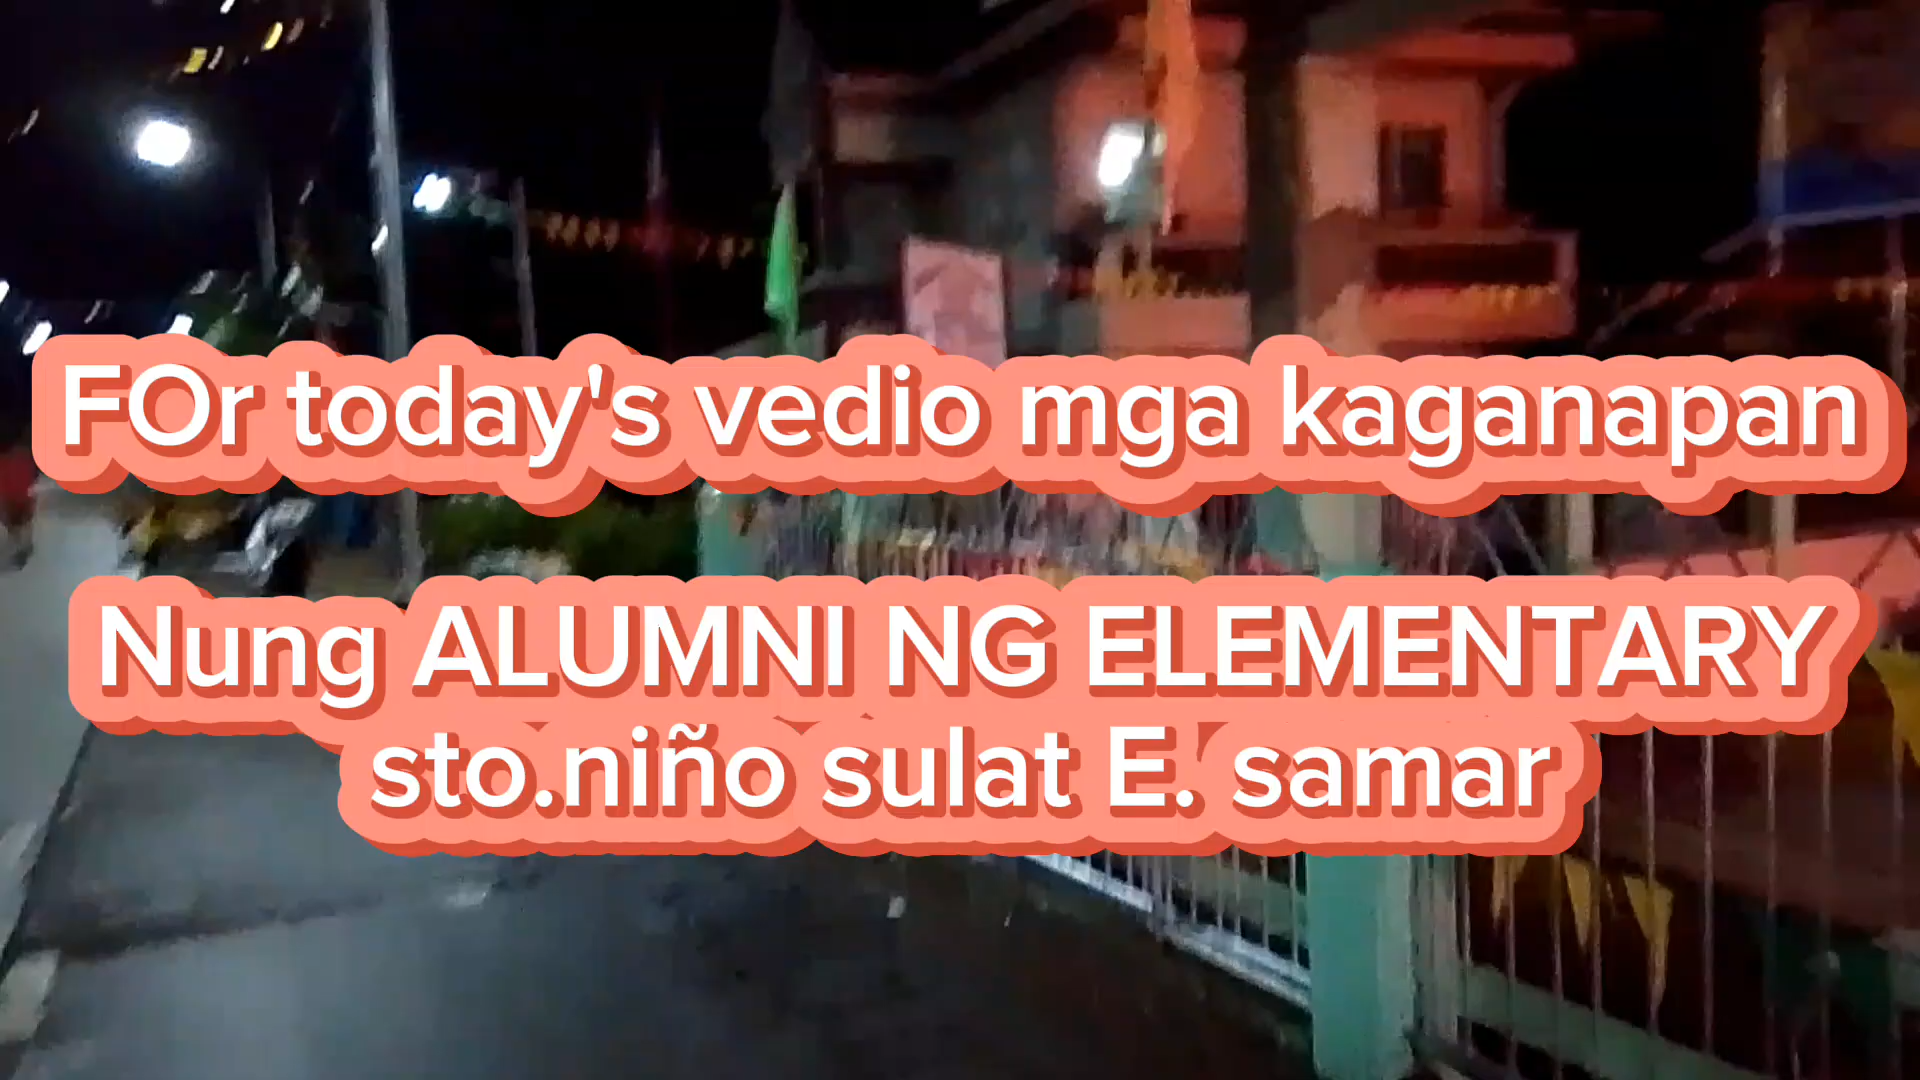 FOr today's vedio mga kaganapan
Nung ALUMNI NG ELEMENTARY
sto.niño sulat E. samar